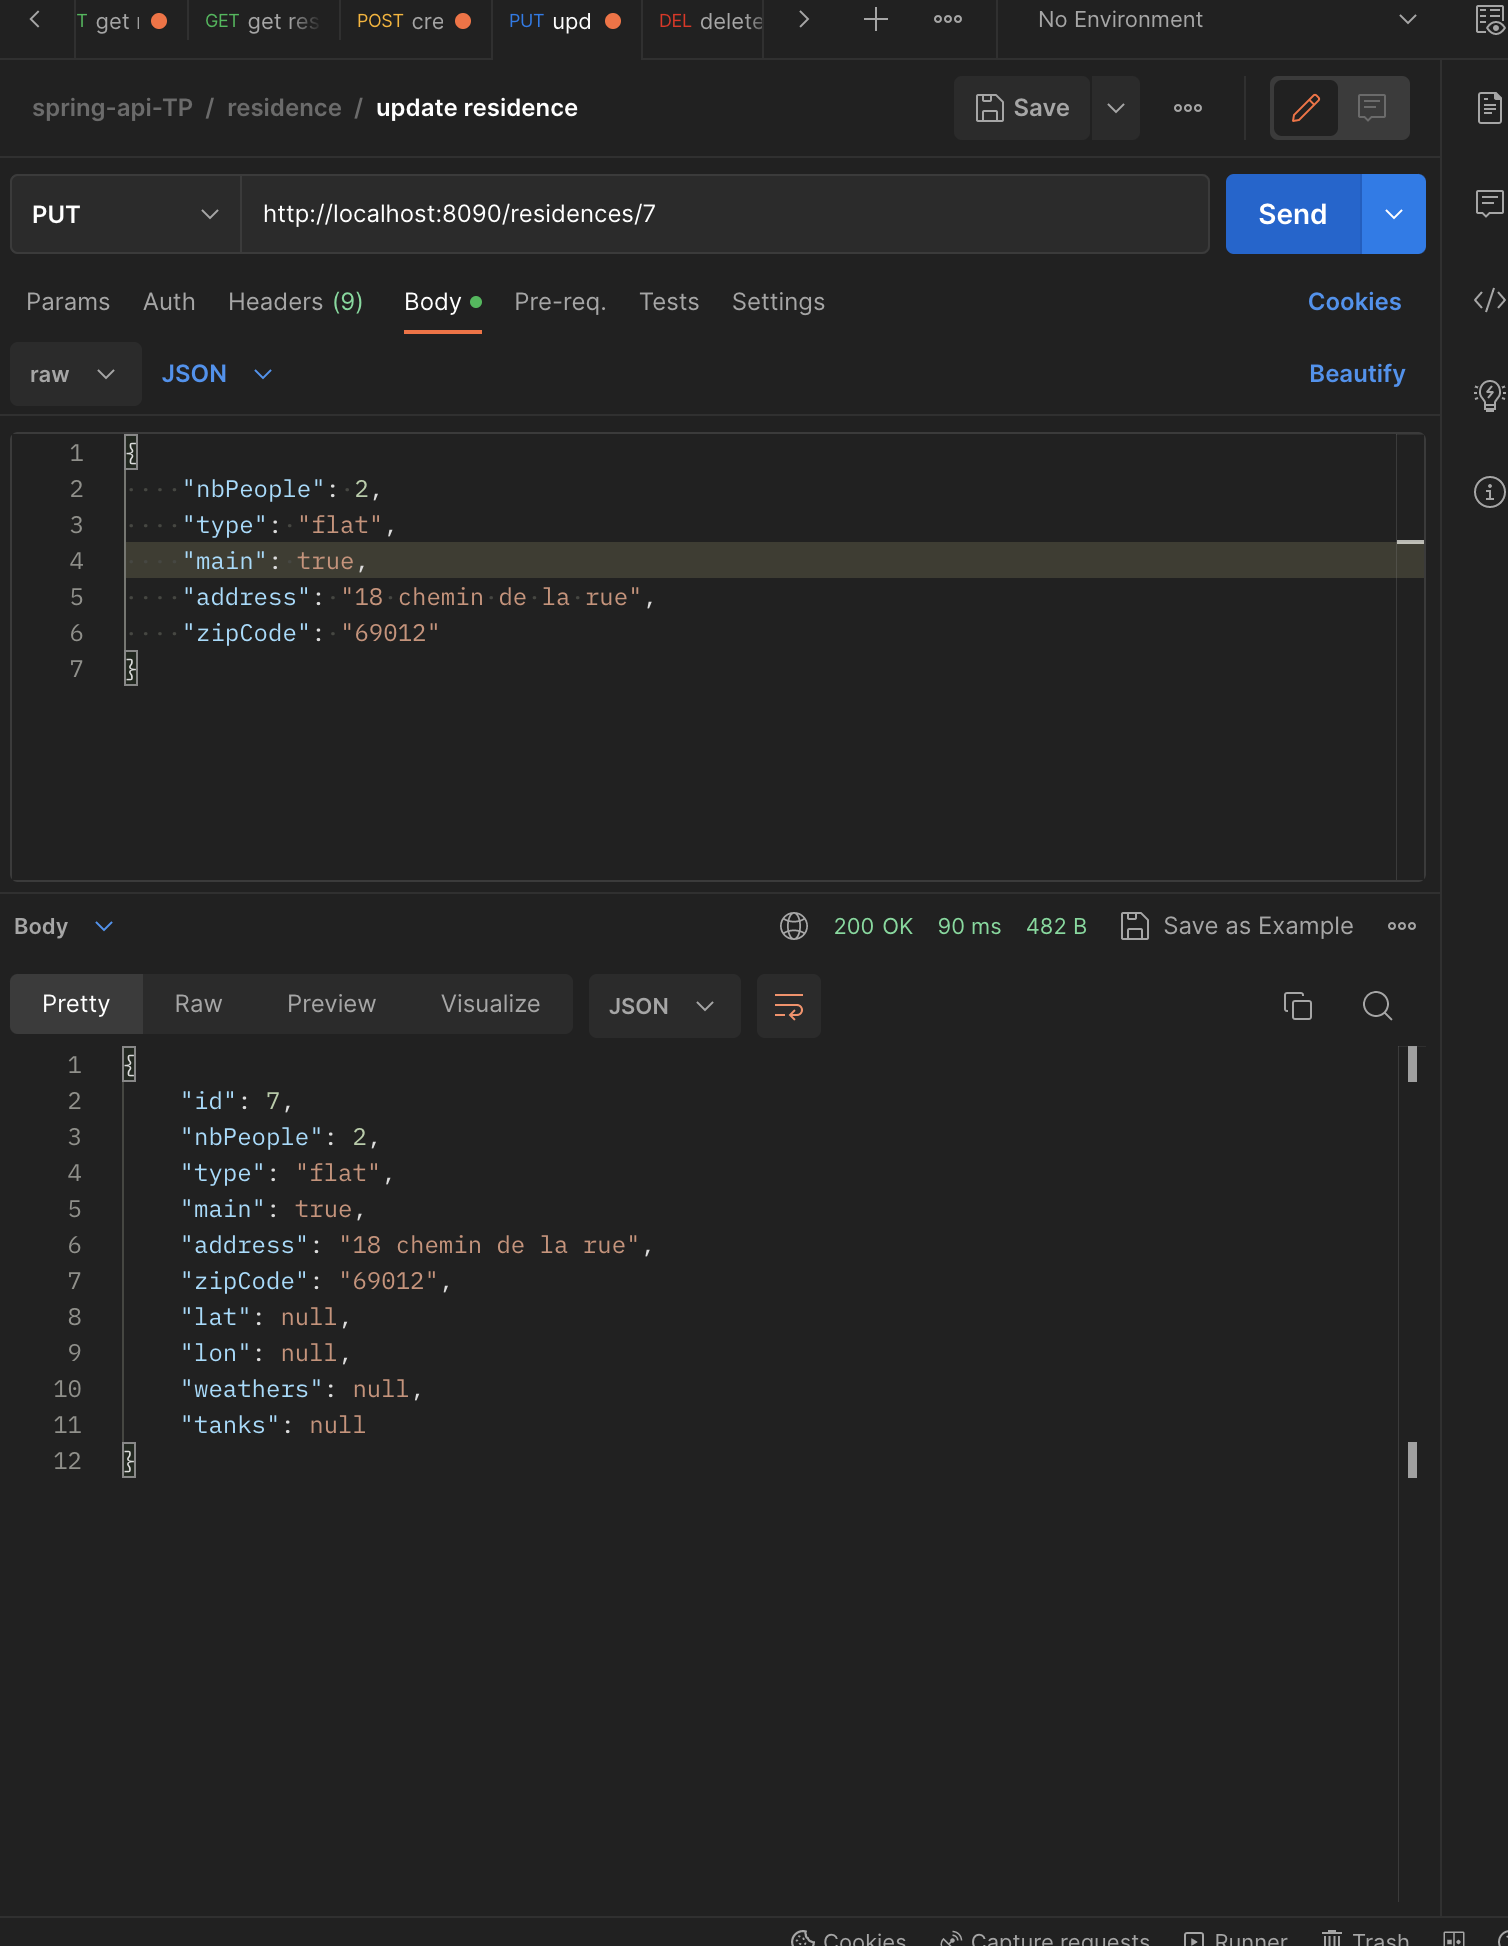 T get
GET get res
POST cre
PUT upd
DEL delete
No Environment
spring-api-TP / residence / update residence
Save
PUT
http://localhost:8090/residences/7
Send
Params Auth Headers (9) Body Pre-req. Tests Settings Cookies
raw JSON Beautify
1 {
2 "nbPeople": 2,
3 "type": "flat",
4 "main": true,
5 "address": "18 chemin de la rue",
6 "zipCode": "69012"
7 }
Body 200 OK 90 ms 482 B Save as Example
Pretty Raw Preview Visualize JSON
1 {
2 "id": 7,
3 "nbPeople": 2,
4 "type": "flat",
5 "main": true,
6 "address": "18 chemin de la rue",
7 "zipCode": "69012",
8 "lat": null,
9 "lon": null,
10 "weathers": null,
11 "tanks": null
12 }
Cookies Capture requests Runner Trash